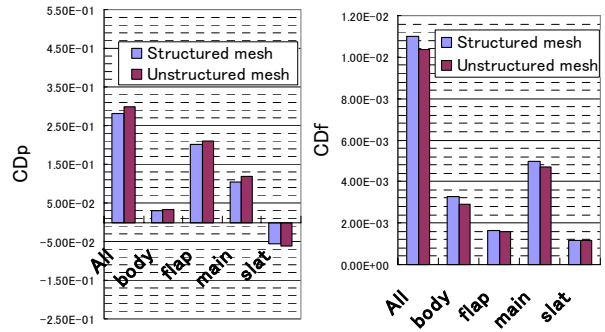 CDp
5.50E-01
4.50E-01
3.50E-01
2.50E-01
1.50E-01
5.00E-02
-5.00E-02
-1.50E-01
-2.50E-01
Structured mesh
Unstructured mesh
All
body
flap
main
slat
CDf
1.20E-02
1.00E-02
8.00E-03
6.00E-03
4.00E-03
2.00E-03
0.00E+00
Structured mesh
Unstructured mesh
All
body
flap
main
slat